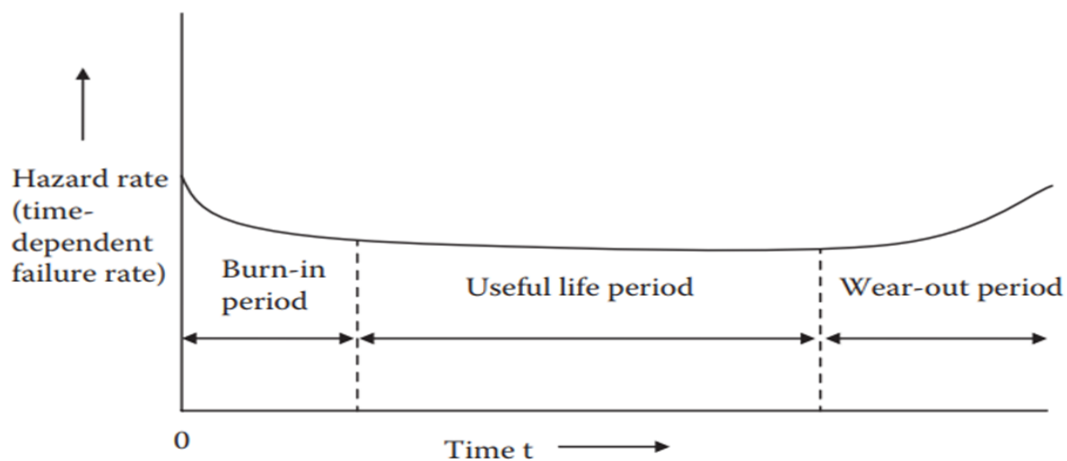 Hazard rate
(time-
dependent
failure rate)
Burn-in
period
Useful life period
Wear-out period
0
Time t